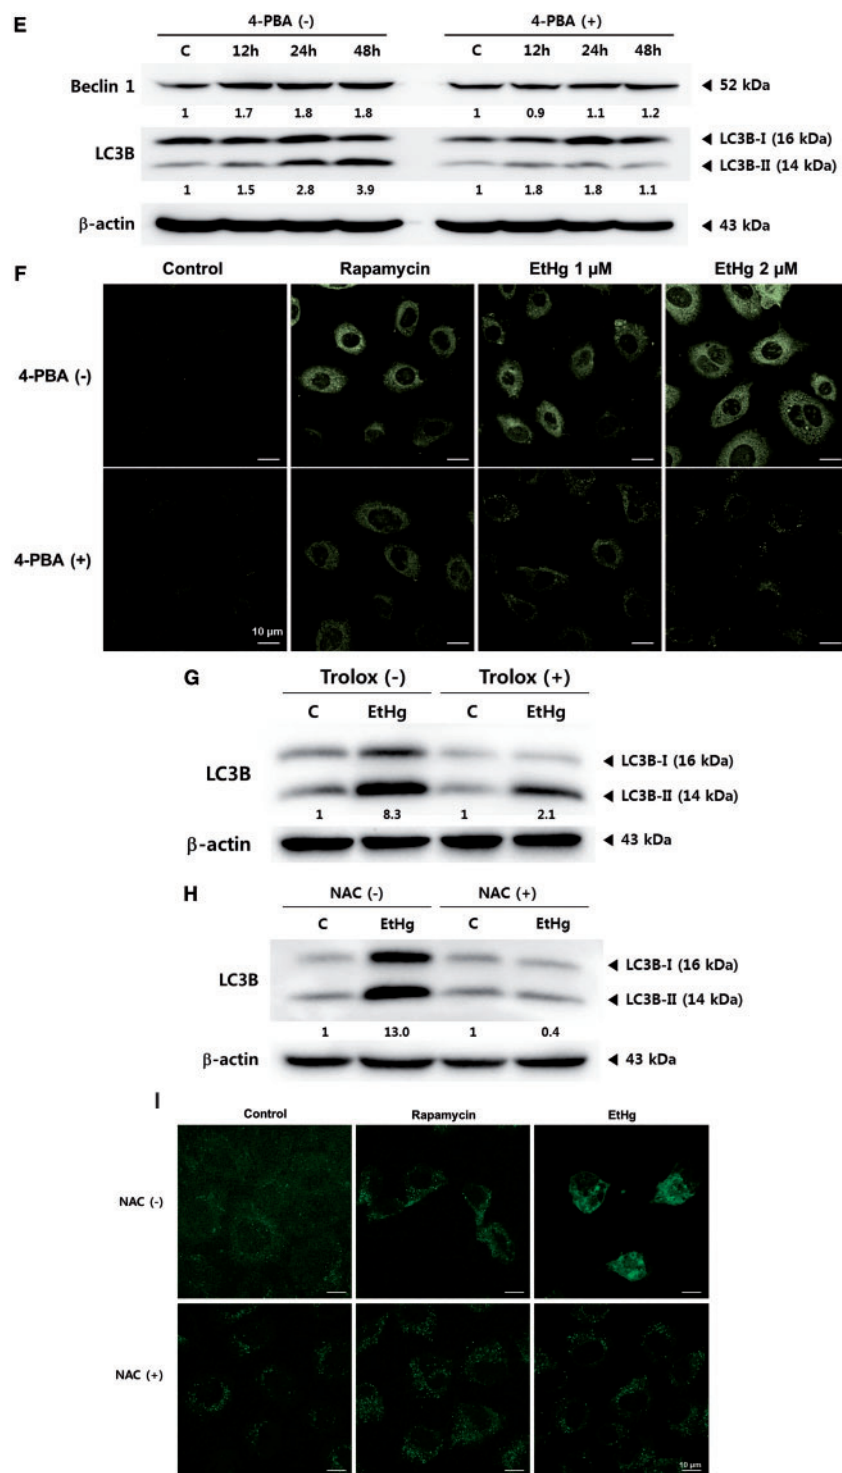 E
4-PBA (-) 4-PBA (+)
C 12h 24h 48h C 12h 24h 48h
Beclin 1 ◄ 52 kDa
1 1.7 1.8 1.8 1 0.9 1.1 1.2
LC3B ◄ LC3B-I (16 kDa)
◄ LC3B-II (14 kDa)
1 1.5 2.8 3.9 1 1.8 1.8 1.1
β-actin ◄ 43 kDa
F
Control Rapamycin EtHg 1 μM EtHg 2 μM
4-PBA (-)
4-PBA (+)
10 μm
G
Trolox (-) Trolox (+)
C EtHg C EtHg
LC3B ◄ LC3B-I (16 kDa)
◄ LC3B-II (14 kDa)
1 8.3 1 2.1
β-actin ◄ 43 kDa
H
NAC (-) NAC (+)
C EtHg C EtHg
LC3B ◄ LC3B-I (16 kDa)
◄ LC3B-II (14 kDa)
1 13.0 1 0.4
β-actin ◄ 43 kDa
I
Control Rapamycin EtHg
NAC (-)
NAC (+)
10 μm